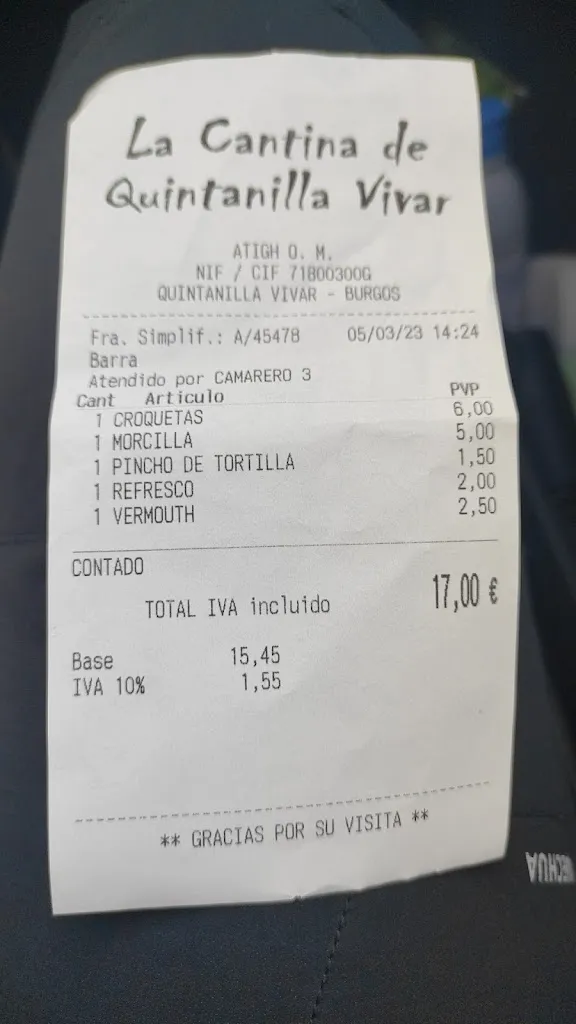 La Cantina de
Quintanilla Vivar
ATIGH O. M.
NIF / CIF 71800300G
QUINTANILLA VIVAR - BURGOS
Fra. Simplif.: A/45478 05/03/23 14:24
Barra
Atendido por CAMARERO 3
Cant Artículo PVP
1 CROQUETAS 6,00
1 MORCILLA 5,00
1 PINCHO DE TORTILLA 1,50
1 REFRESCO 2,00
1 VERMOUTH 2,50
CONTADO
TOTAL IVA incluido 17,00 €
Base 15,45
IVA 10% 1,55
** GRACIAS POR SU VISITA **